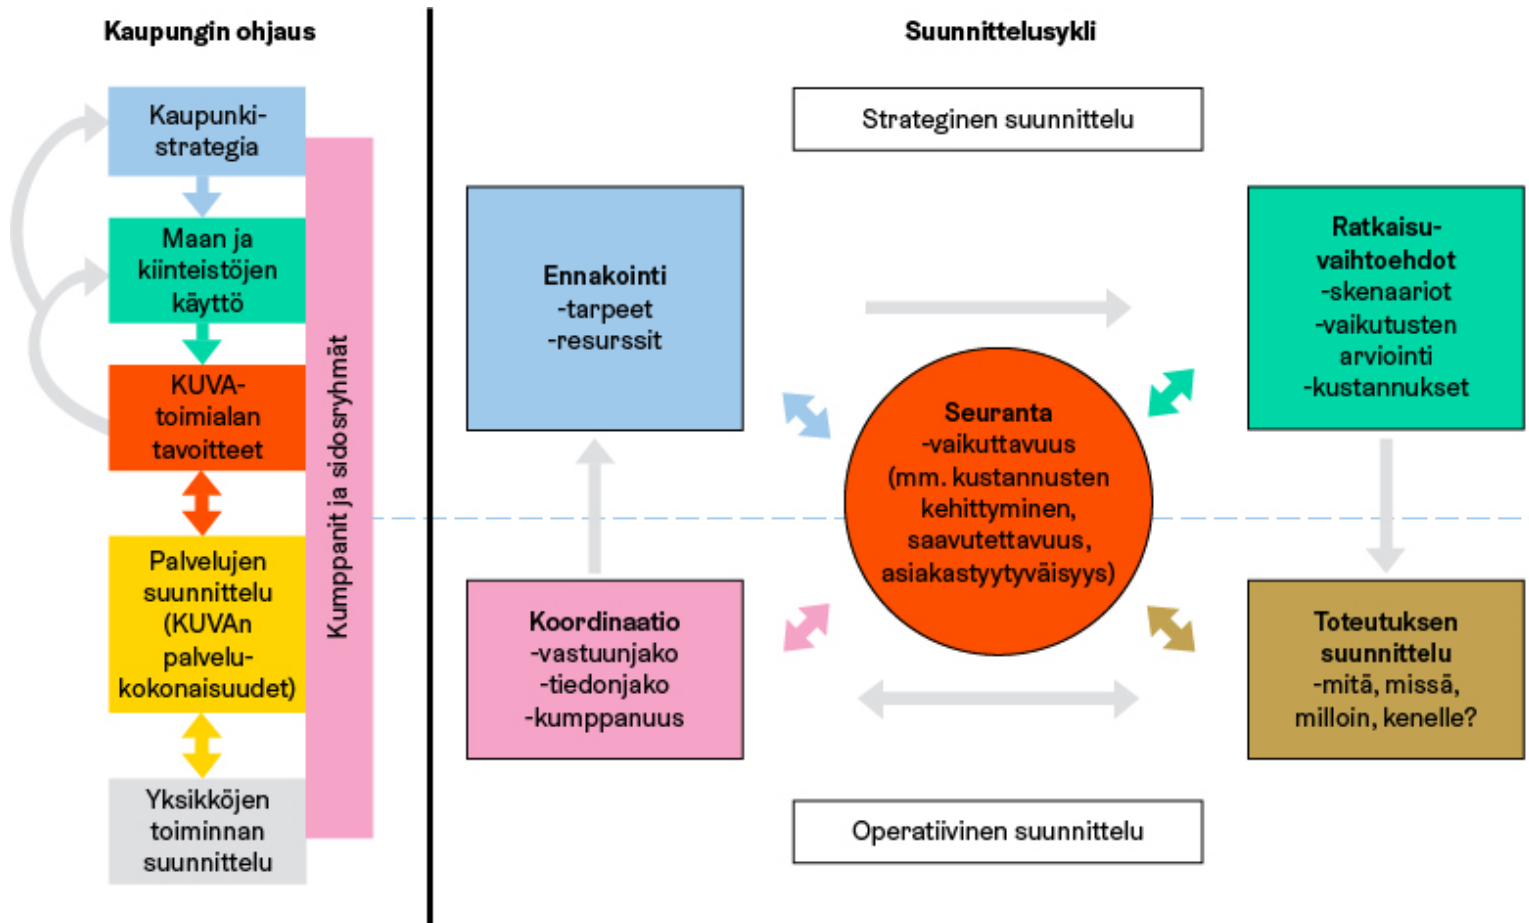 Kaupungin ohjaus
Kaupunki-
strategia
Maan ja
kiinteistöjen
käyttö
KUVA-
toimialan
tavoitteet
Palvelujen
suunnittelu
(KUVAn
palvelu-
kokonaisuudet)
Yksikköjen
toiminnan
suunnittelu
Kumppanit ja sidosryhmät
Suunnittelusykli
Strateginen suunnittelu
Ennakointi
-tarpeet
-resurssit
Ratkaisu-
vaihtoehdot
-skenaariot
-vaikutusten
arviointi
-kustannukset
Seuranta
-vaikuttavuus
(mm. kustannusten
kehittyminen,
saavutettavuus,
asiakastyytyväisyys)
Koordinaatio
-vastuunjako
-tiedonjako
-kumppanuus
Toteutuksen
suunnittelu
-mitä, missä,
milloin, kenelle?
Operatiivinen suunnittelu